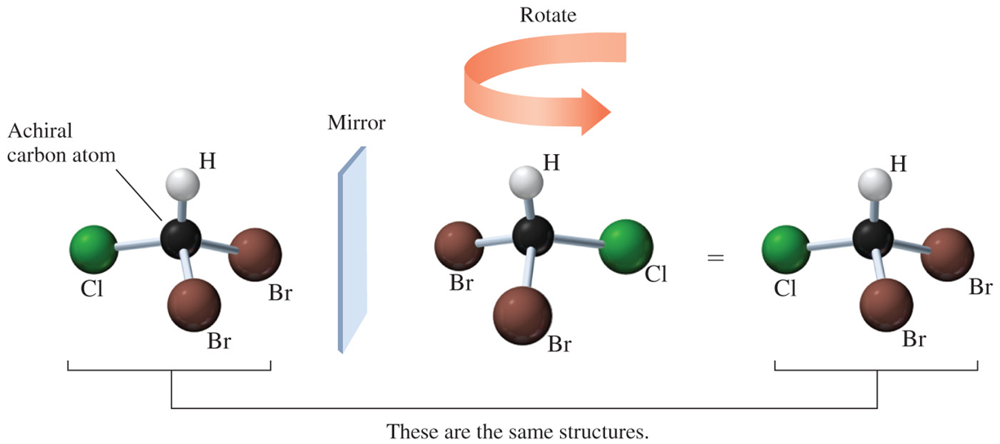 Rotate
Mirror
Achiral
carbon atom
H
Cl
Br
Br
H
Br
Cl
Br
=
H
Cl
Br
Br
These are the same structures.